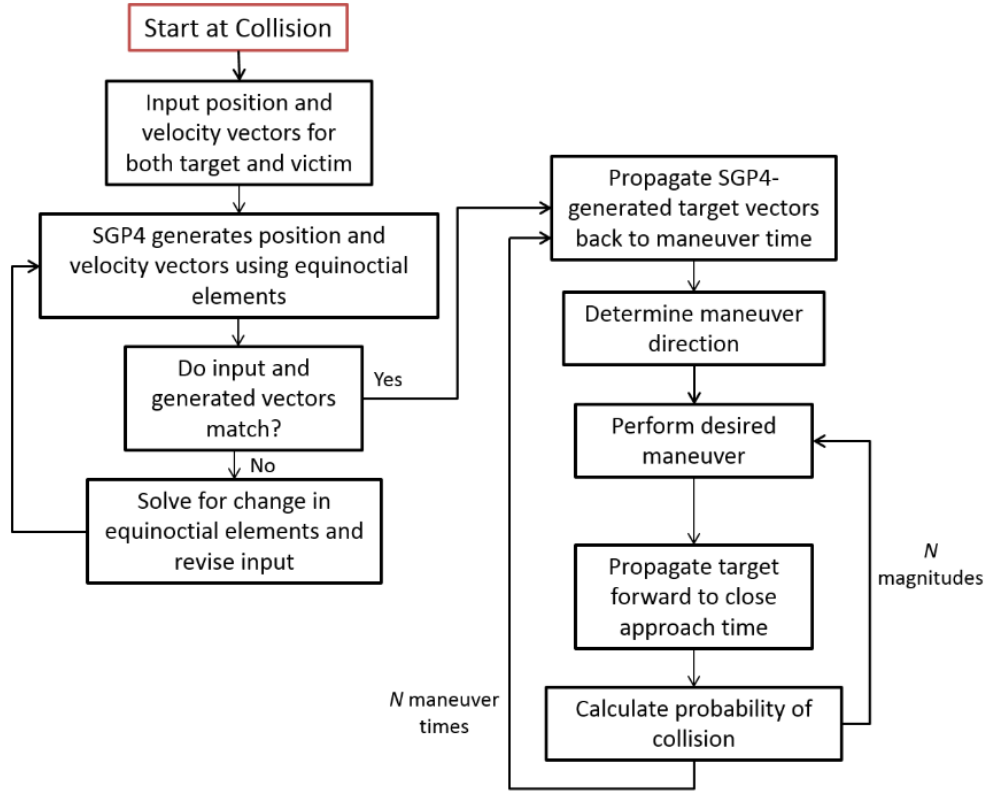 Start at Collision
Input position and
velocity vectors for
both target and victim
SGP4 generates position and
velocity vectors using equinoctial
elements
Do input and
generated vectors
match?
Yes
No
Solve for change in
equinoctial elements and
revise input
Propagate SGP4-
generated target vectors
back to maneuver time
Determine maneuver
direction
Perform desired
maneuver
Propagate target
forward to close
approach time
Calculate probability of
collision
N
magnitudes
N maneuver
times